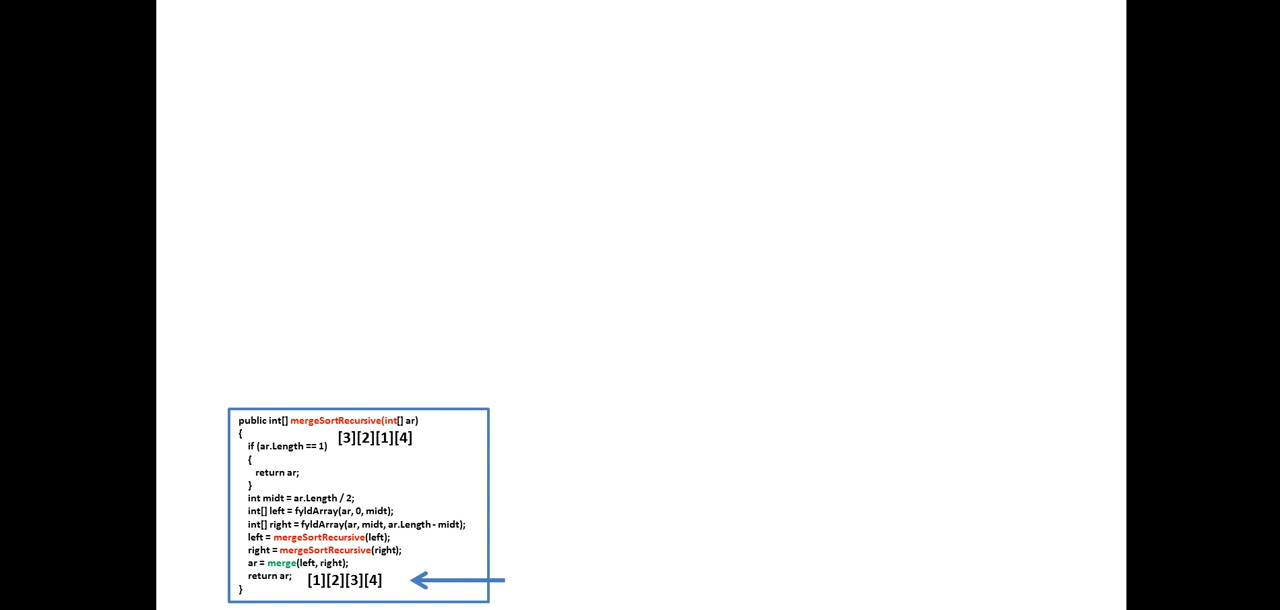 public int[] mergeSortRecursive(int[] ar)
{
[3][2][1][4]
if (ar.Length == 1)
{
return ar;
}
int midt = ar.Length / 2;
int[] left = fyldArray(ar, 0, midt);
int[] right = fyldArray(ar, midt, ar.Length - midt);
left = mergeSortRecursive(left);
right = mergeSortRecursive(right);
ar = merge(left, right);
return ar; [1][2][3][4]
}